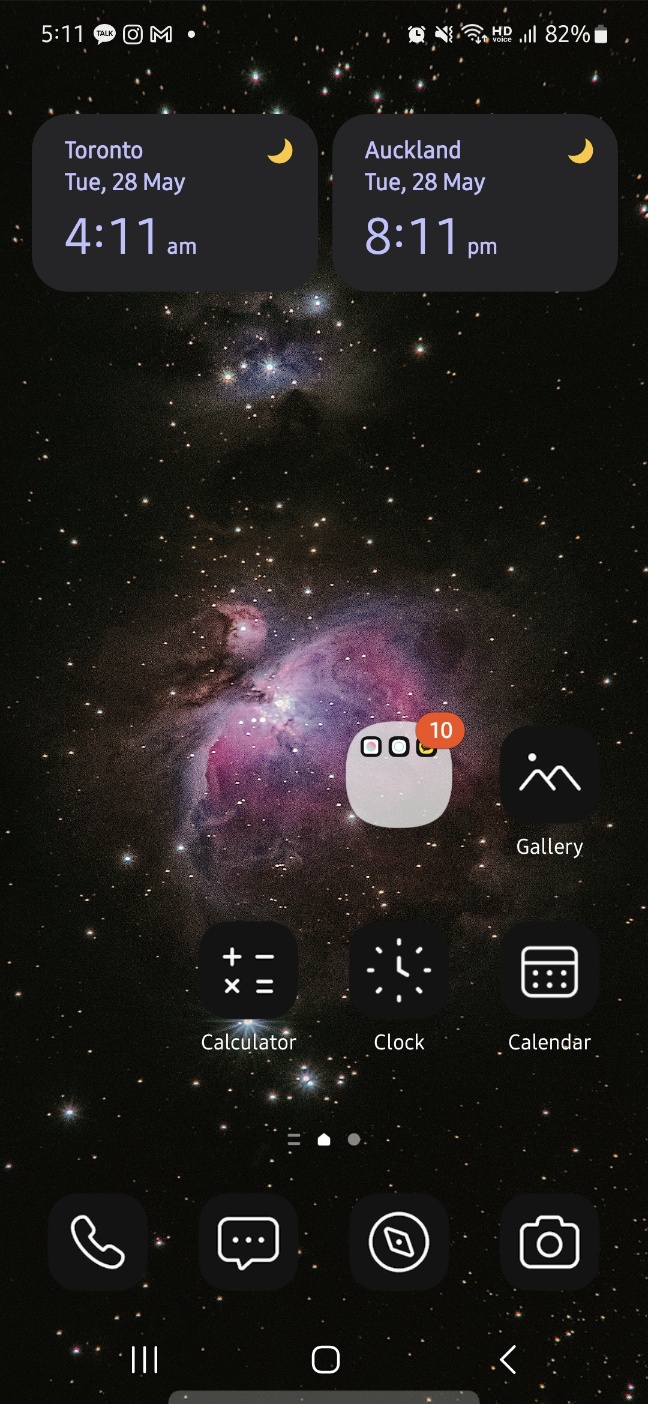 5:11 TALK HD voice 82%
Toronto
Tue, 28 May
4:11 am
Auckland
Tue, 28 May
8:11 pm
10
Gallery
Calculator
Clock
Calendar